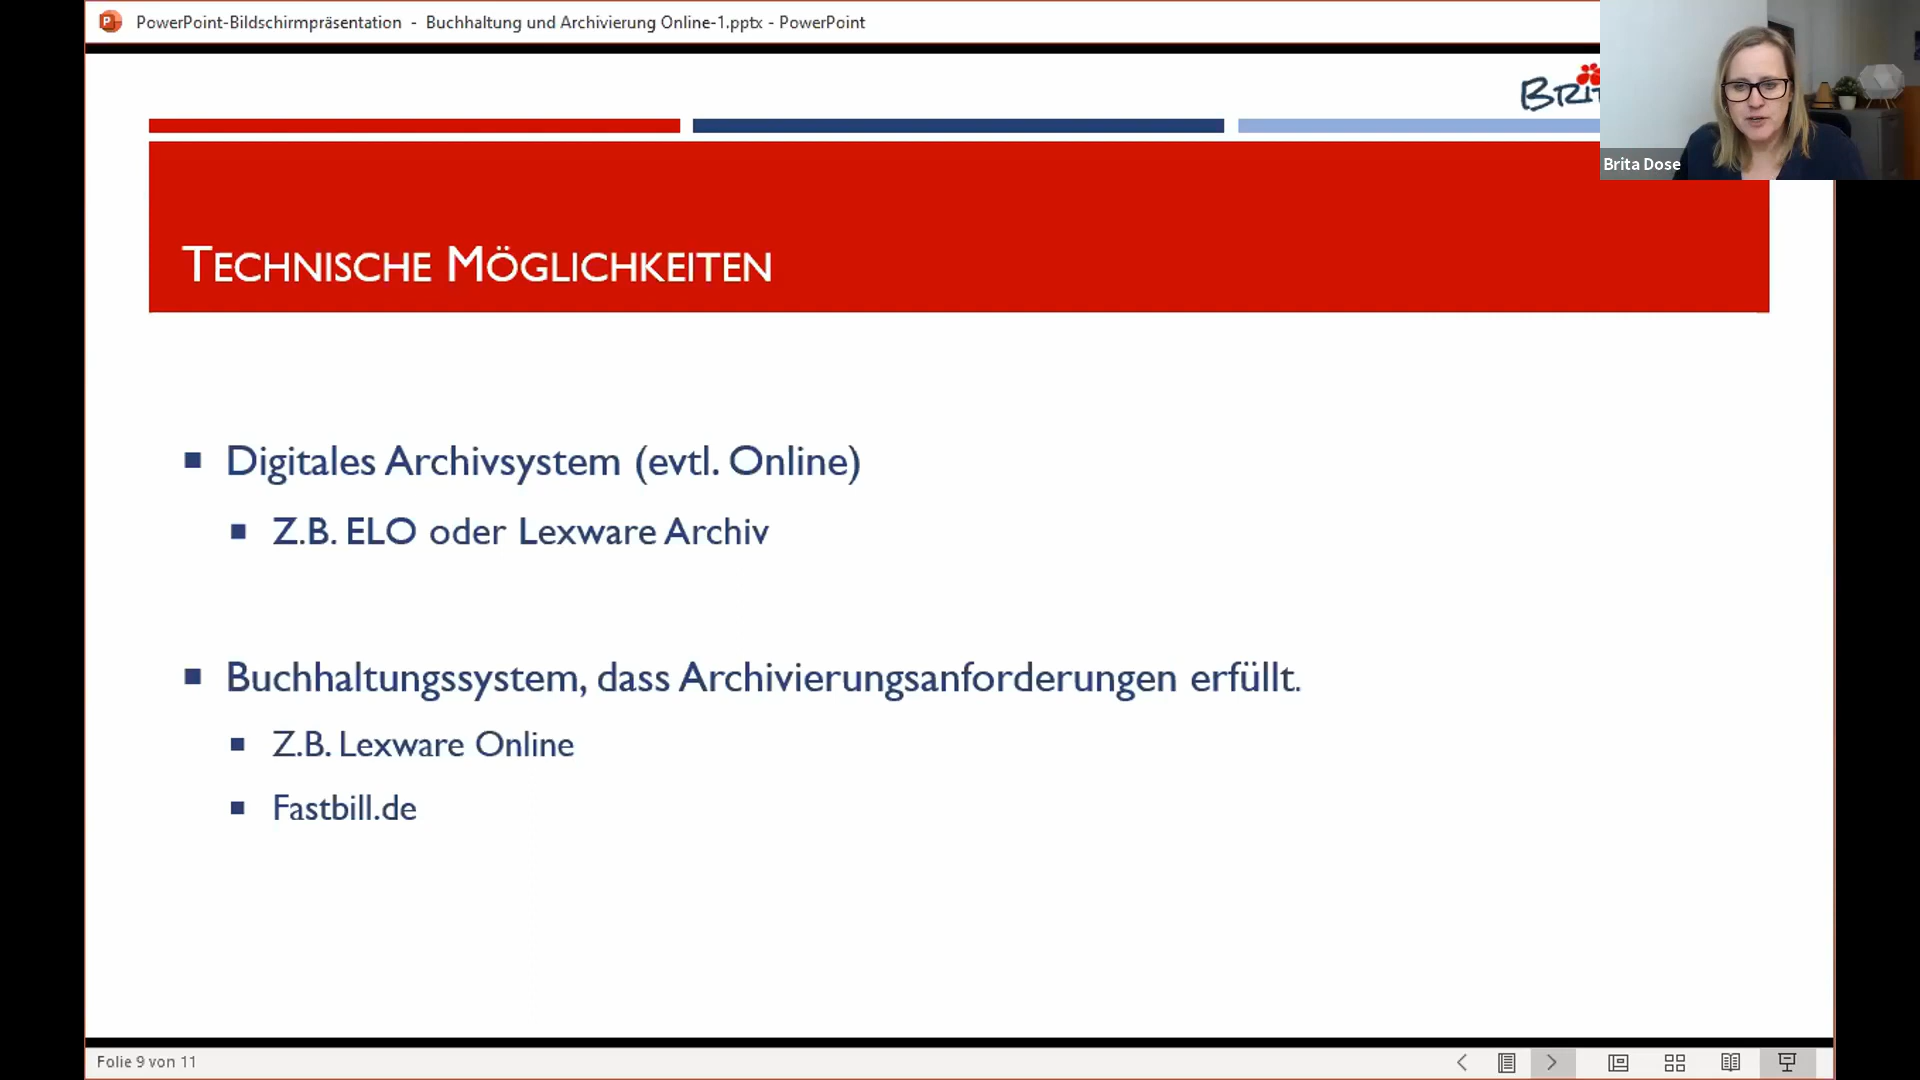 PowerPoint-Bildschirmpräsentation - Buchhaltung und Archivierung Online-1.pptx - PowerPoint
Brita Dose
TECHNISCHE MÖGLICHKEITEN
Digitales Archivsystem (evtl. Online)
Z.B. ELO oder Lexware Archiv
Buchhaltungssystem, dass Archivierungsanforderungen erfüllt.
Z.B. Lexware Online
Fastbill.de
Folie 9 von 11